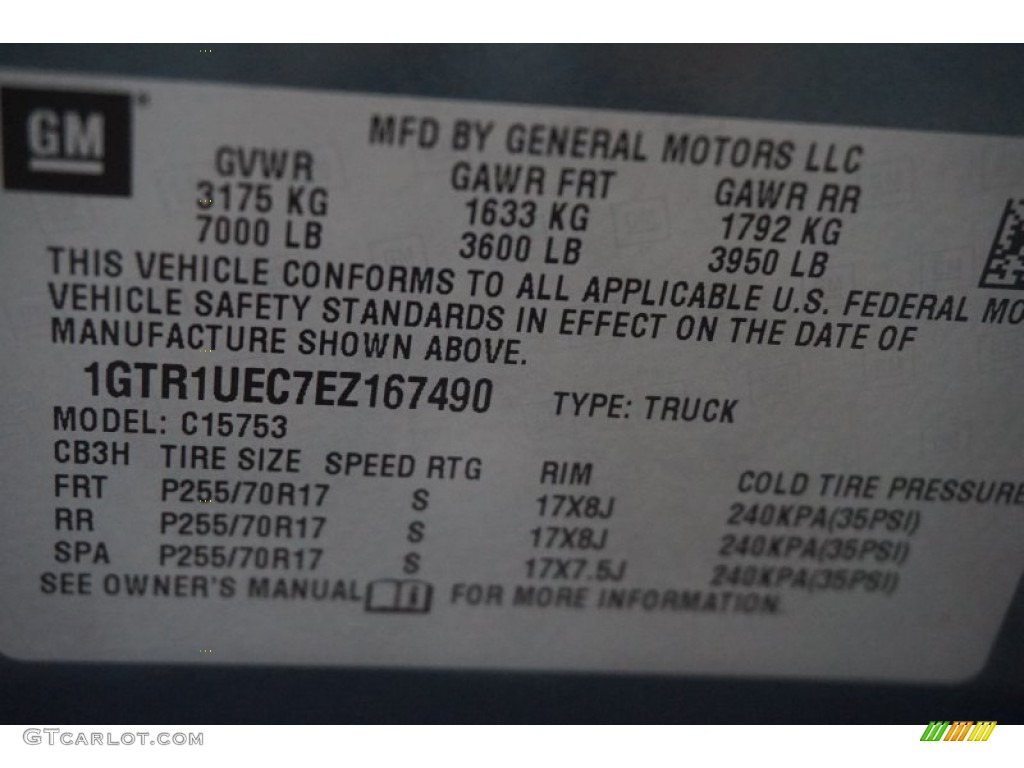 GM
MFD BY GENERAL MOTORS LLC
GVWR GAWR FRT GAWR RR
3175 KG 1633 KG 1792 KG
7000 LB 3600 LB 3950 LB
THIS VEHICLE CONFORMS TO ALL APPLICABLE U.S. FEDERAL MO
VEHICLE SAFETY STANDARDS IN EFFECT ON THE DATE OF
MANUFACTURE SHOWN ABOVE.
1GTR1UEC7EZ167490 TYPE: TRUCK
MODEL: C15753
CB3H TIRE SIZE SPEED RTG RIM COLD TIRE PRESSURE
FRT P255/70R17 S 17X8J 240KPA(35PSI)
RR P255/70R17 S 17X8J 240KPA(35PSI)
SPA P255/70R17 S 17X7.5J 240KPA(35PSI)
SEE OWNER'S MANUAL FOR MORE INFORMATION.
GTCARLOT.COM